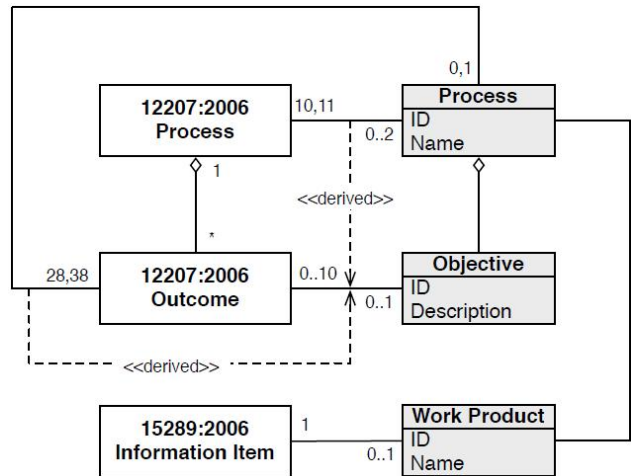 0,1
12207:2006
Process
10,11
0..2
Process
ID
Name
1
<<derived>>
*
28,38
12207:2006
Outcome
0..10
0..1
Objective
ID
Description
<<derived>>
15289:2006
Information Item
1
0..1
Work Product
ID
Name